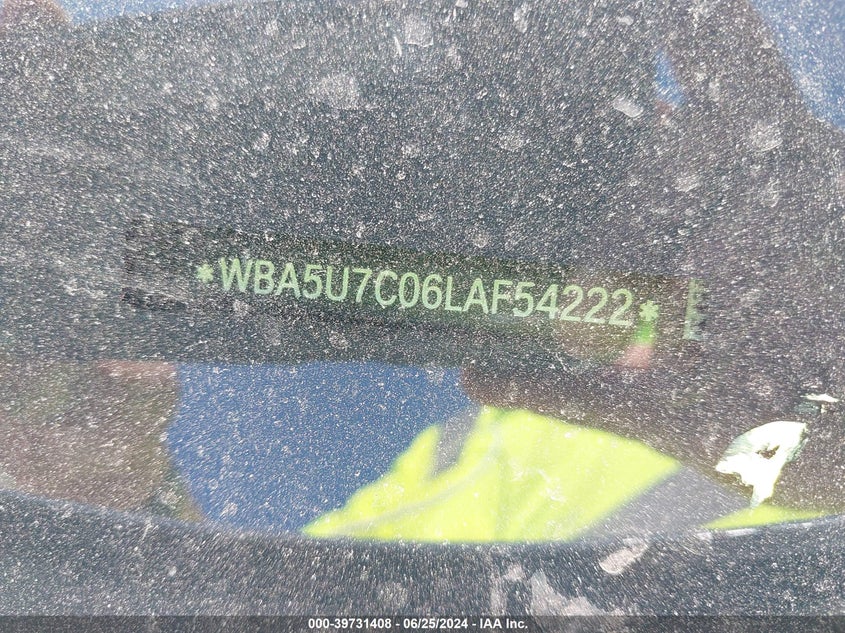 *WBA5U7C06LAF54222*
000-39731408 | 06/25/2024 | IAA Inc.